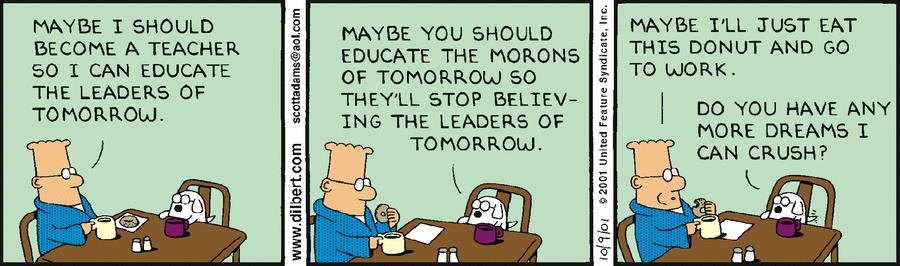 MAYBE I SHOULD
BECOME A TEACHER
SO I CAN EDUCATE
THE LEADERS OF
TOMORROW.
www.dilbert.com
scottadams@aol.com
MAYBE YOU SHOULD
EDUCATE THE MORONS
OF TOMORROW SO
THEY'LL STOP BELIEV-
ING THE LEADERS OF
TOMORROW.
10/9/01
© 2001 United Feature Syndicate, Inc.
MAYBE I'LL JUST EAT
THIS DONUT AND GO
TO WORK.
DO YOU HAVE ANY
MORE DREAMS I
CAN CRUSH?